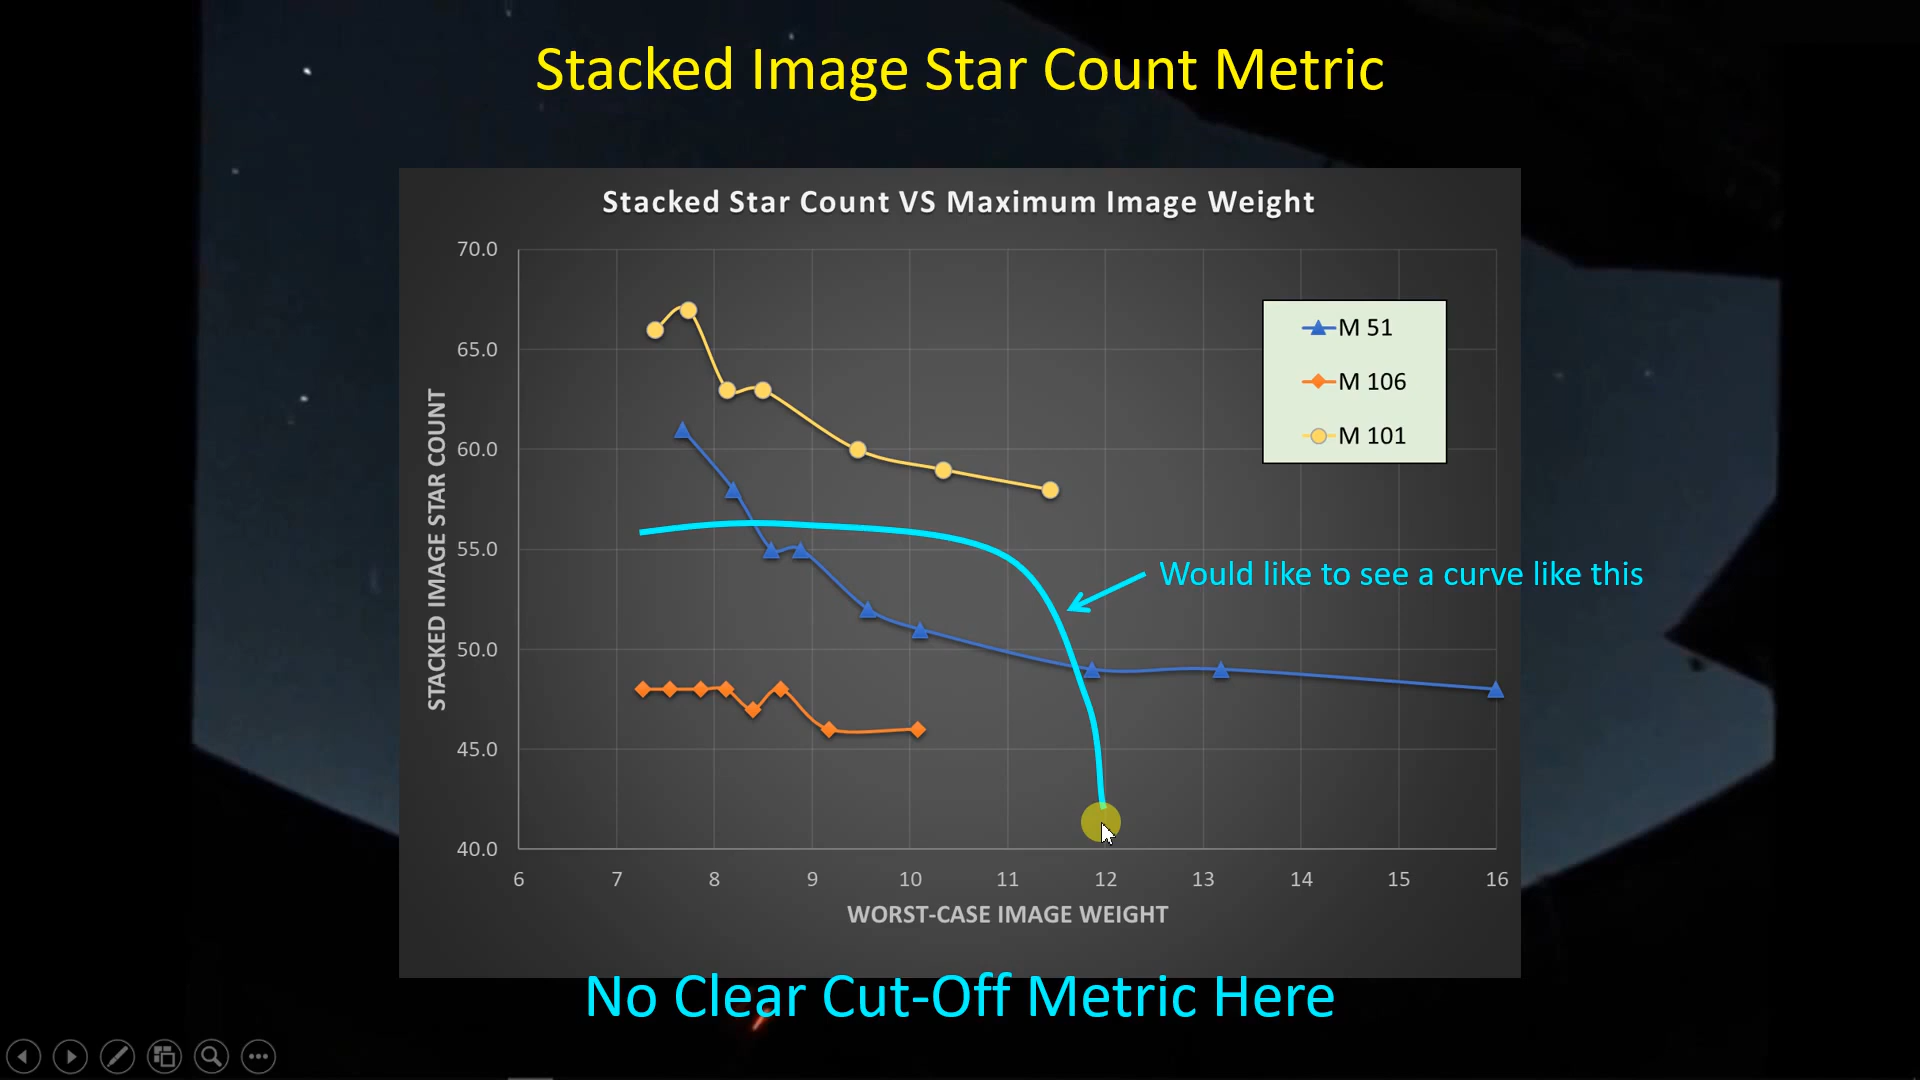 Stacked Image Star Count Metric
Stacked Star Count VS Maximum Image Weight
70.0
65.0
60.0
55.0
50.0
45.0
40.0
STACKED IMAGE STAR COUNT
M 51
M 106
M 101
Would like to see a curve like this
6 7 8 9 10 11 12 13 14 15 16
WORST-CASE IMAGE WEIGHT
No Clear Cut-Off Metric Here